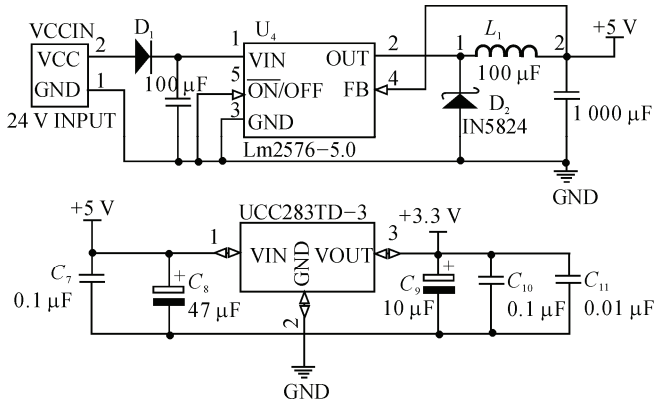 VCCIN
VCC
GND
2
1
24 V INPUT
D1
100 μF
U4
1
VIN
5
ON/OFF
3
GND
OUT
2
FB
4
Lm2576−5.0
1
L1
2
100 μF
D2
IN5824
+5 V
1 000 μF
GND
+5 V
C7
0.1 μF
C8
+
47 μF
UCC283TD−3
1
VIN
GND
VOUT
3
2
GND
+3.3 V
C9
+
10 μF
C10
0.1 μF
C11
0.01 μF